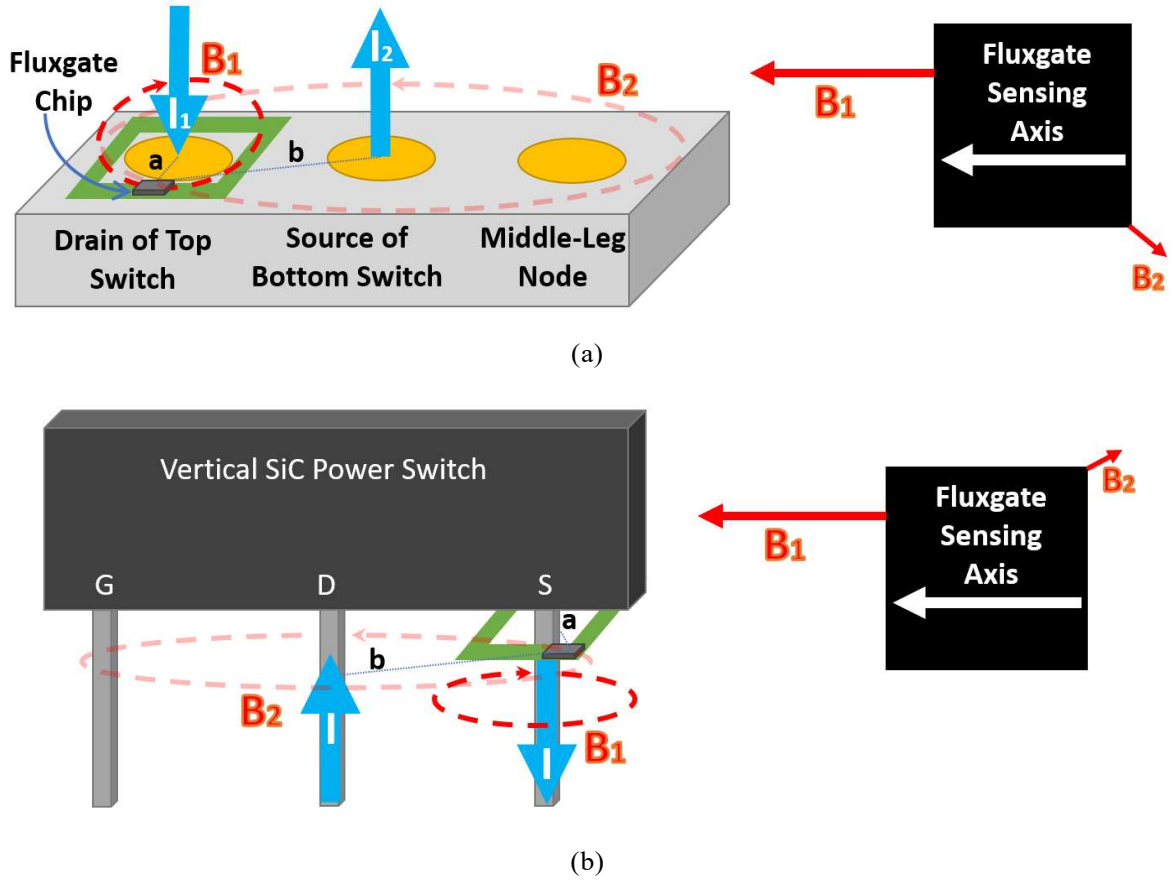 I1
B1
I2
Fluxgate
Chip
B2
a
b
Drain of Top
Switch
Source of
Bottom Switch
Middle-Leg
Node
B1
Fluxgate
Sensing
Axis
B2
(a)
Vertical SiC Power Switch
G
D
S
a
b
B2
I
B1
I
B1
Fluxgate
Sensing
Axis
B2
(b)